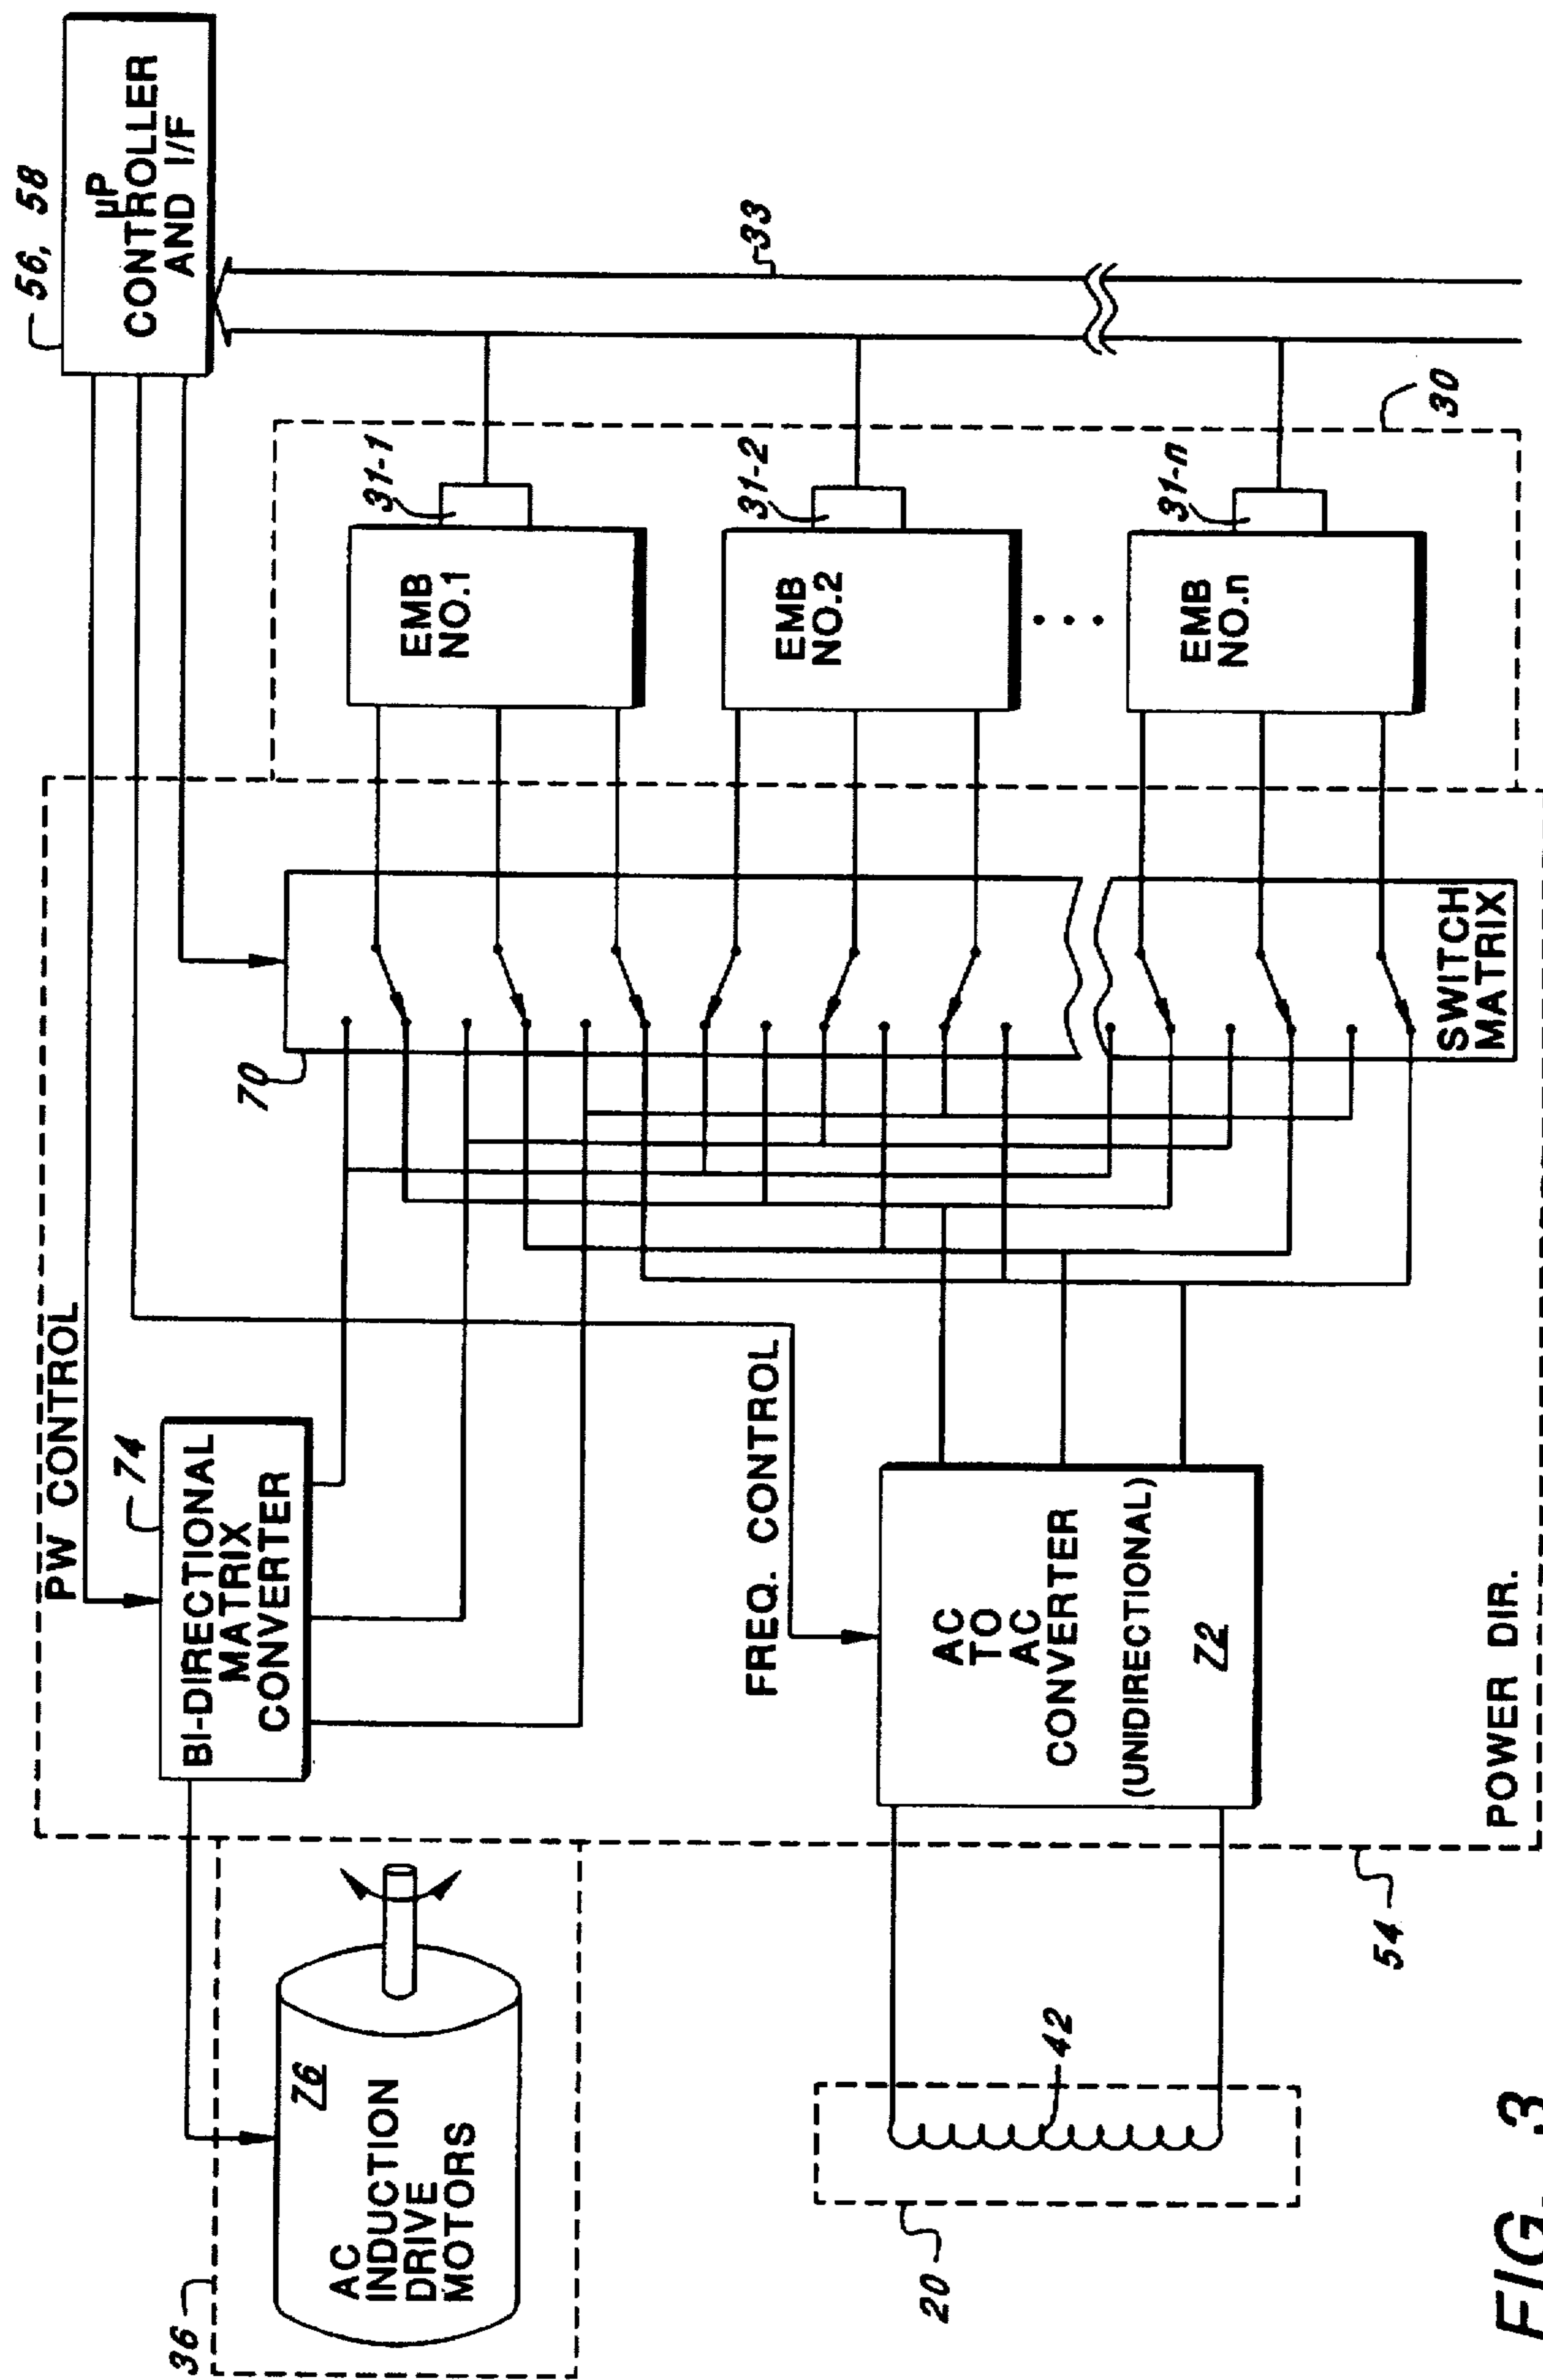 56, 58
µP
CONTROLLER
AND I/F
33
30
31-1
EMB
NO.1
31-2
EMB
NO.2
31-n
EMB
NO.n
70
SWITCH
MATRIX
PW CONTROL
74
BI-DIRECTIONAL
MATRIX
CONVERTER
FREQ. CONTROL
AC
TO
AC
CONVERTER
(UNIDIRECTIONAL)
72
POWER DIR.
54
36
76
AC
INDUCTION
DRIVE
MOTORS
42
20
FIG. 3